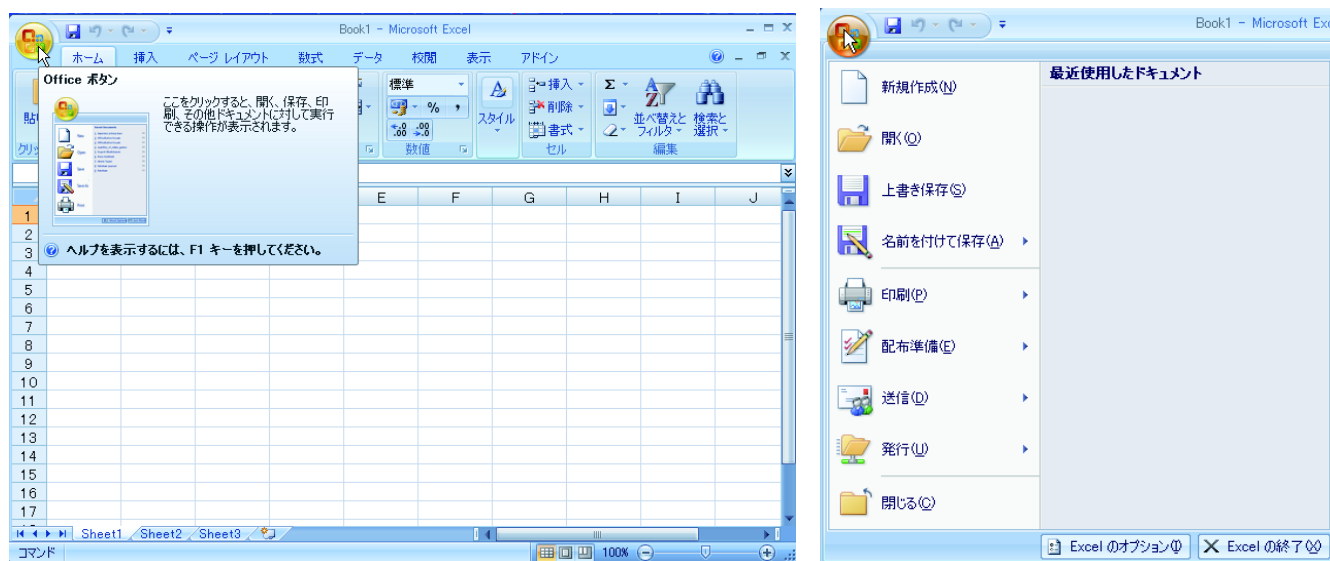 Book1 - Microsoft Excel
ホーム 挿入 ページ レイアウト 数式 データ 校閲 表示 アドイン
Office ボタン
ここをクリックすると、開く、保存、印
刷、その他ドキュメントに対して実行
できる操作が表示されます。
ヘルプを表示するには、F1 キーを押してください。
標準
%
数値
スタイル
挿入
削除
書式
セル
Σ
並べ替えと
フィルタ
検索と
選択
編集
E F G H I J
1
2
3
4
5
6
7
8
9
10
11
12
13
14
15
16
17
Sheet1 Sheet2 Sheet3
コマンド 100%
Book1 - Microsoft
最近使用したドキュメント
新規作成(N)
開く(O)
上書き保存(S)
名前を付けて保存(A)
印刷(P)
配布準備(E)
送信(D)
発行(U)
閉じる(C)
Excel のオプション(I) Excel の終了(X)